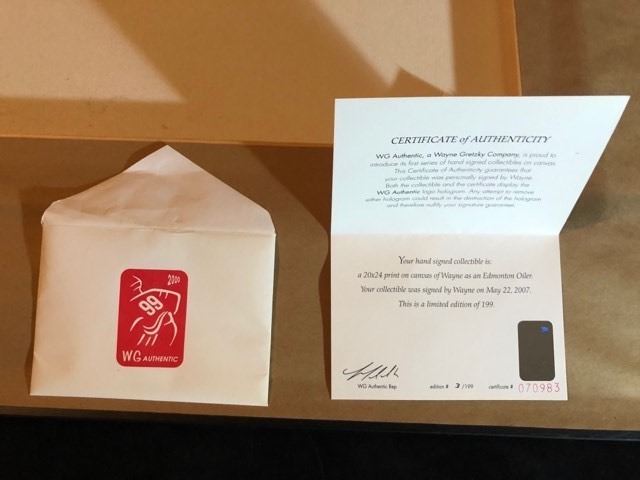 2000
99
WG AUTHENTIC
CERTIFICATE of AUTHENTICITY
WG Authentic, a Wayne Gretzky Company, is proud to
introduce its first series of hand signed collectibles on canvas.
This Certificate of Authenticity guarantees that
your collectible was personally signed by Wayne.
Both the collectible and the certificate display the
WG Authentic logo hologram. Any attempt to remove
either hologram could result in the destruction of the hologram
and therefore nullify your signature guarantee.
Your hand signed collectible is:
a 20x24 print on canvas of Wayne as an Edmonton Oiler.
Your collectible was signed by Wayne on May 22, 2007.
This is a limited edition of 199.
WG Authentic Rep edition # 3 /199 certificate # 070983